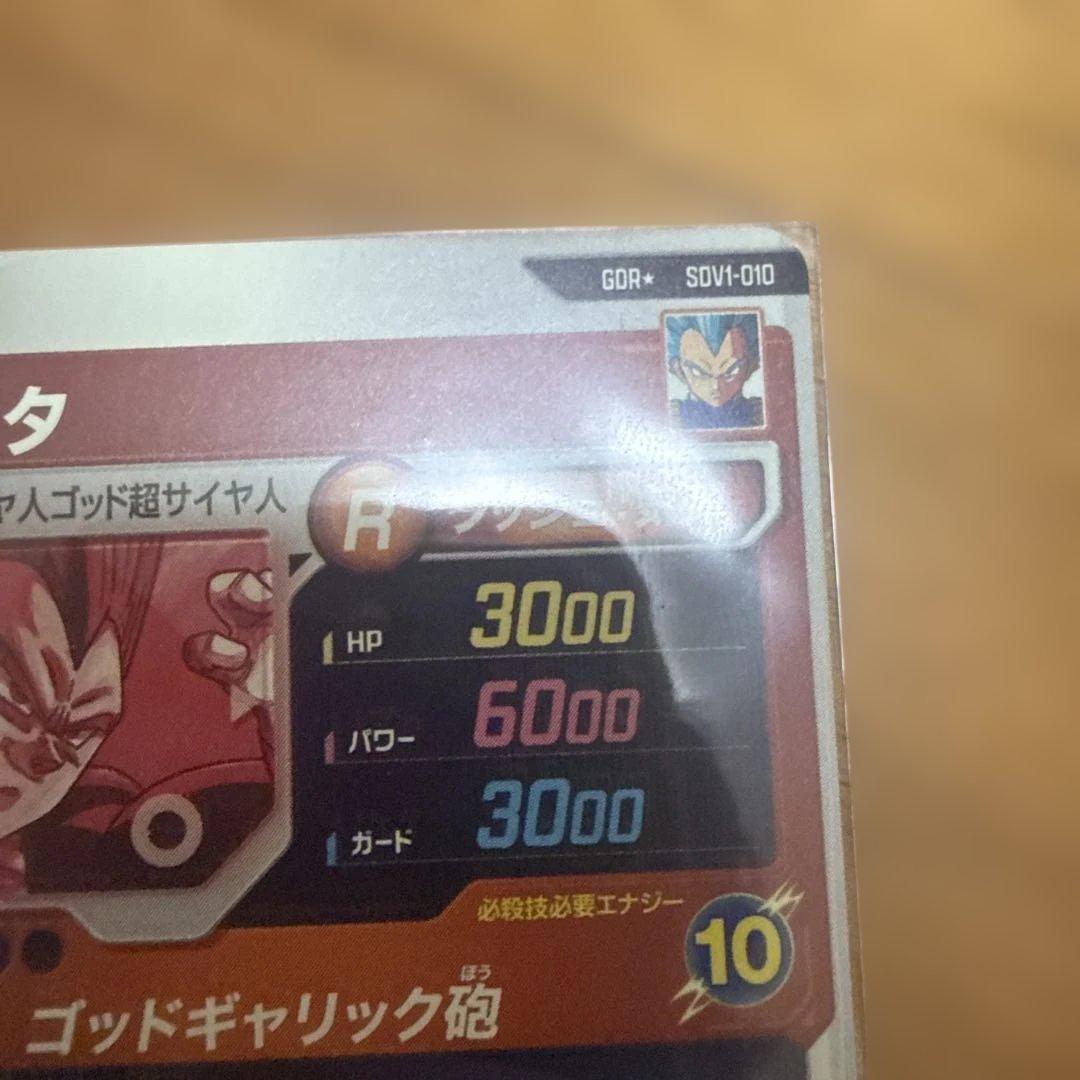 GDR★ SDV1-010
タ
ヤ人ゴッド超サイヤ人
R
HP 3000
パワー 6000
ガード 3000
必殺技必要エナジー
10
ほう
ゴッドギャリック砲